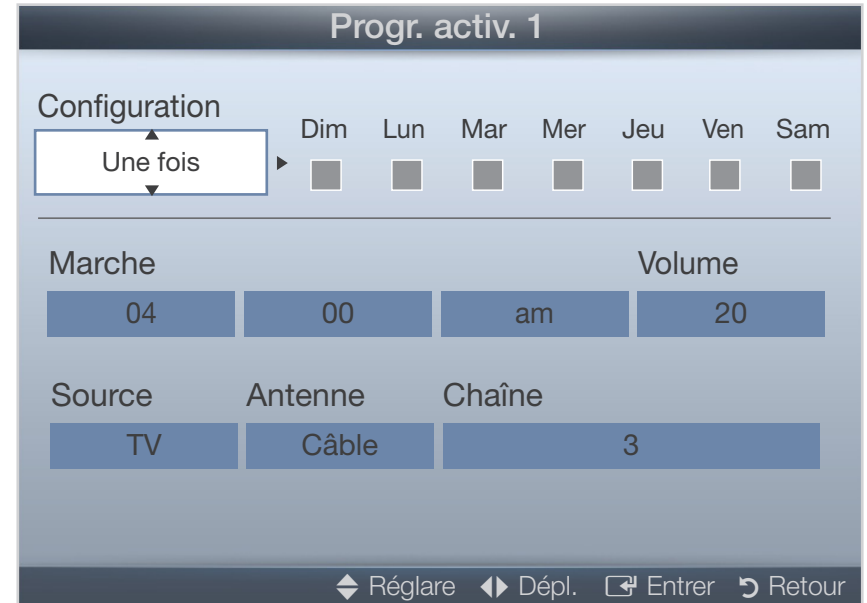 Progr. activ. 1
Configuration
Une fois
Dim Lun Mar Mer Jeu Ven Sam
Marche Volume
04 00 am 20
Source Antenne Chaîne
TV Câble 3
Réglare Dépl. Entrer Retour